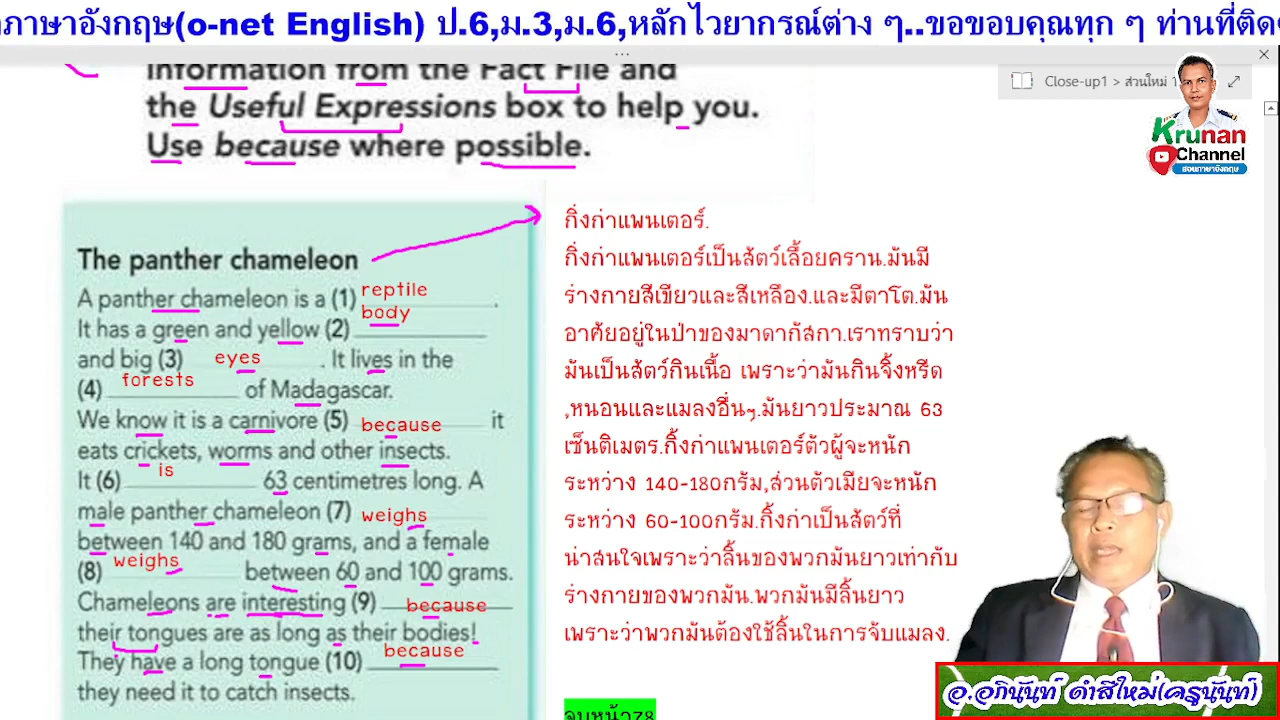 าภาษาอังกฤษ(o-net English) ป.6,ม.3,ม.6,หลักไวยากรณ์ต่าง ๆ..ขอขอบคุณทุก ๆ ท่านที่ติด
Information from the Fact File and
the Useful Expressions box to help you.
Use because where possible.
Close-up1 > ส่วนใหม่ 1
Krunan
Channel
สอนภาษาอังกฤษ
The panther chameleon
A panther chameleon is a (1) reptile .
It has a green and yellow (2) body
and big (3) eyes . It lives in the
(4) forests of Madagascar.
We know it is a carnivore (5) because it
eats crickets, worms and other insects.
It (6) is 63 centimetres long. A
male panther chameleon (7) weighs
between 140 and 180 grams, and a female
(8) weighs between 60 and 100 grams.
Chameleons are interesting (9) because
their tongues are as long as their bodies!
They have a long tongue (10) because
they need it to catch insects.
กิ่งก่าแพนเตอร์.
กิ่งก่าแพนเตอร์เป็นสัตว์เลื้อยคราน.มันมี
ร่างกายสีเขียวและสีเหลือง.และมีตาโต.มัน
อาศัยอยู่ในป่าของมาดากัสกา.เราทราบว่า
มันเป็นสัตว์กินเนื้อ เพราะว่ามันกินจิ้งหรีด
,หนอนและแมลงอื่นๆ.มันยาวประมาณ 63
เซ็นติเมตร.กิ้งก่าแพนเตอร์ตัวผู้จะหนัก
ระหว่าง 140-180กรัม,ส่วนตัวเมียจะหนัก
ระหว่าง 60-100กรัม.กิ้งก่าเป็นสัตว์ที่
น่าสนใจเพราะว่าลิ้นของพวกมันยาวเท่ากับ
ร่างกายของพวกมัน.พวกมันมีลิ้นยาว
เพราะว่าพวกมันต้องใช้ลิ้นในการจับแมลง.
จบหน้า78
อ.อภินันท์ ดำสีใหม่(ครูนันท์)